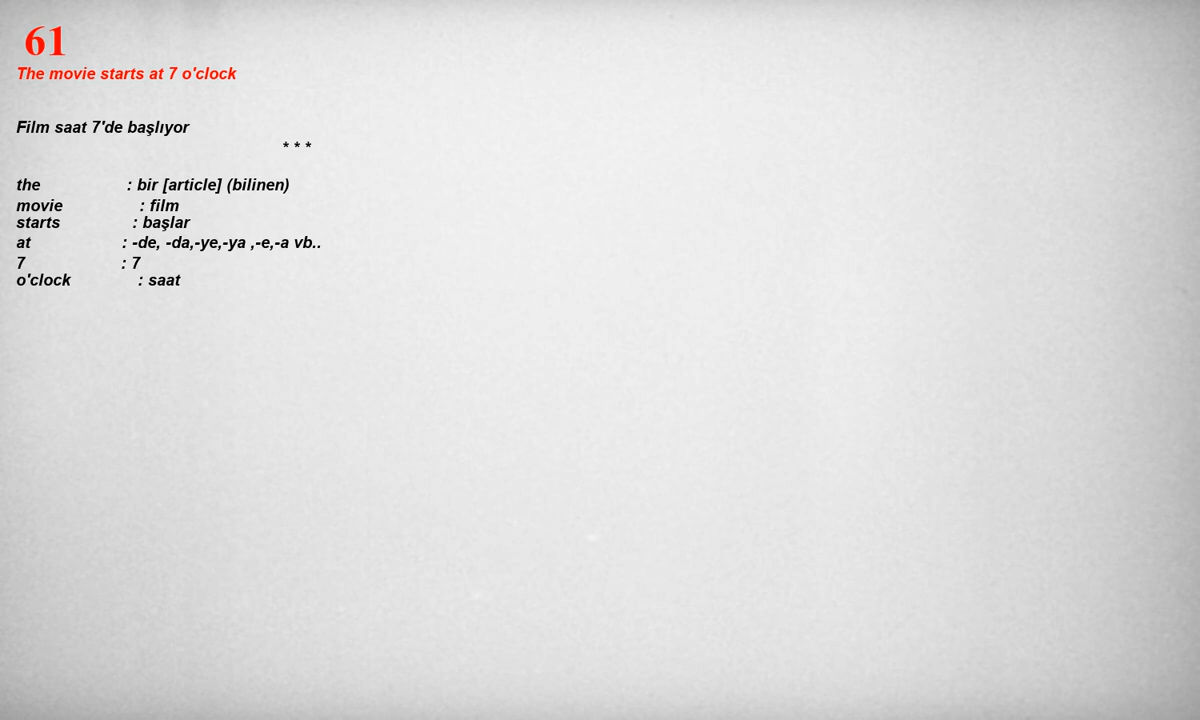 61
The movie starts at 7 o'clock
Film saat 7'de başlıyor
* * *
the : bir [article] (bilinen)
movie : film
starts : başlar
at : -de, -da,-ye,-ya ,-e,-a vb..
7 : 7
o'clock : saat